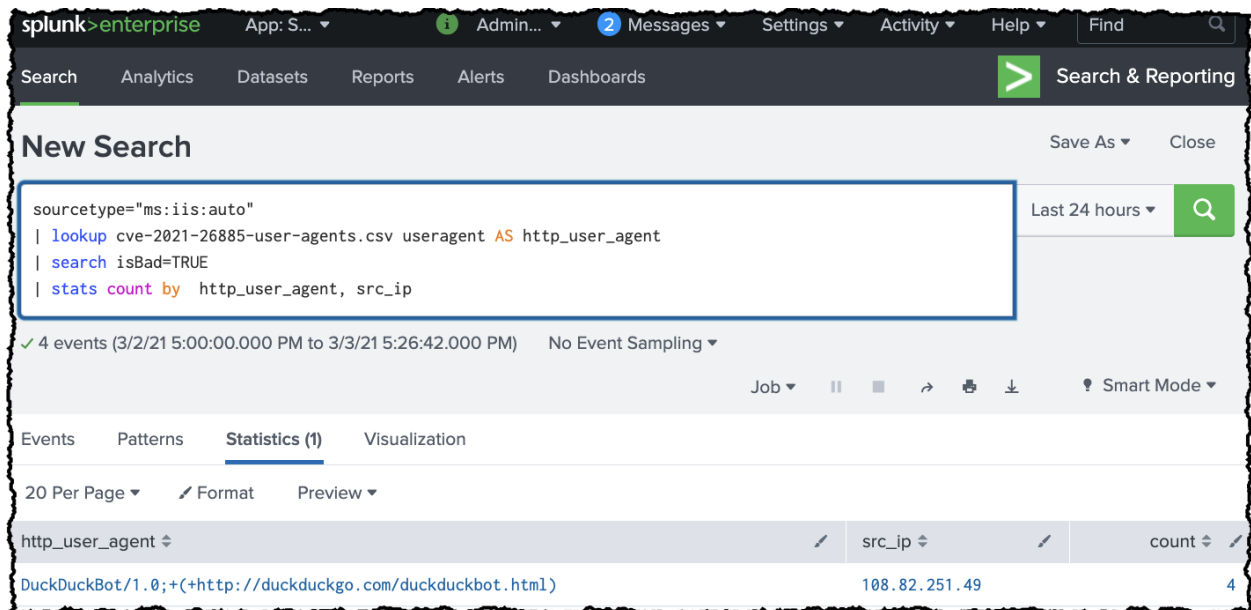 splunk>enterprise App: S... i Admin... 2 Messages Settings Activity Help Find
Search Analytics Datasets Reports Alerts Dashboards > Search & Reporting
New Search Save As Close
sourcetype="ms:iis:auto"
| lookup cve-2021-26885-user-agents.csv useragent AS http_user_agent
| search isBad=TRUE
| stats count by http_user_agent, src_ip
Last 24 hours
4 events (3/2/21 5:00:00.000 PM to 3/3/21 5:26:42.000 PM) No Event Sampling
Job Smart Mode
Events Patterns Statistics (1) Visualization
20 Per Page Format Preview
http_user_agent src_ip count
DuckDuckBot/1.0;+(+http://duckduckgo.com/duckduckbot.html) 108.82.251.49 4